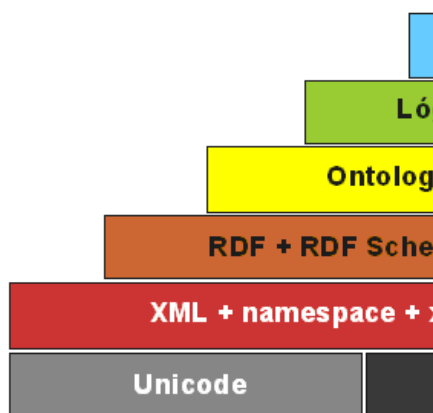 Ló
Ontolog
RDF + RDF Sche
XML + namespace +
Unicode